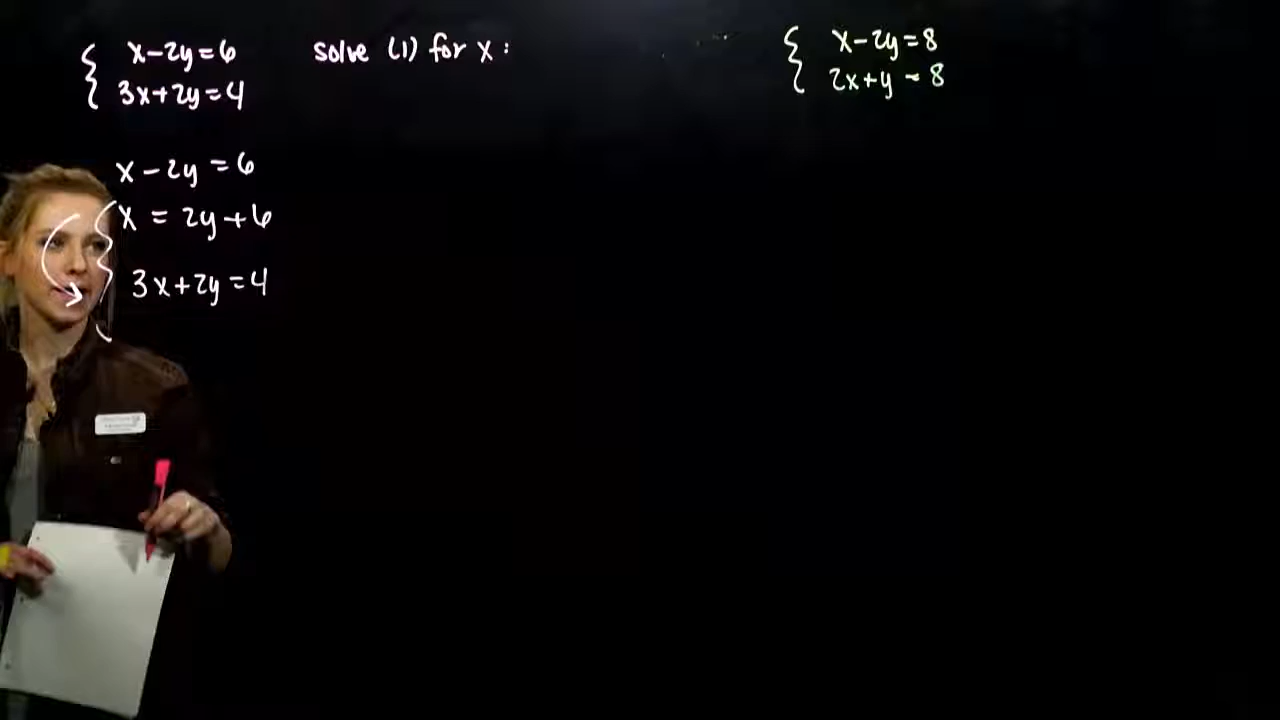 x-2y=6
3x+2y=4
solve (1) for x:
x-2y=6
x=2y+6
3x+2y=4
x-2y=8
2x+y=8